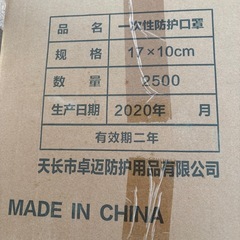 品名 一次性防护口罩
规格 17×10cm
数量 2500
生产日期 2020年 月
有效期二年
天长市卓迈防护用品有限公司
MADE IN CHINA